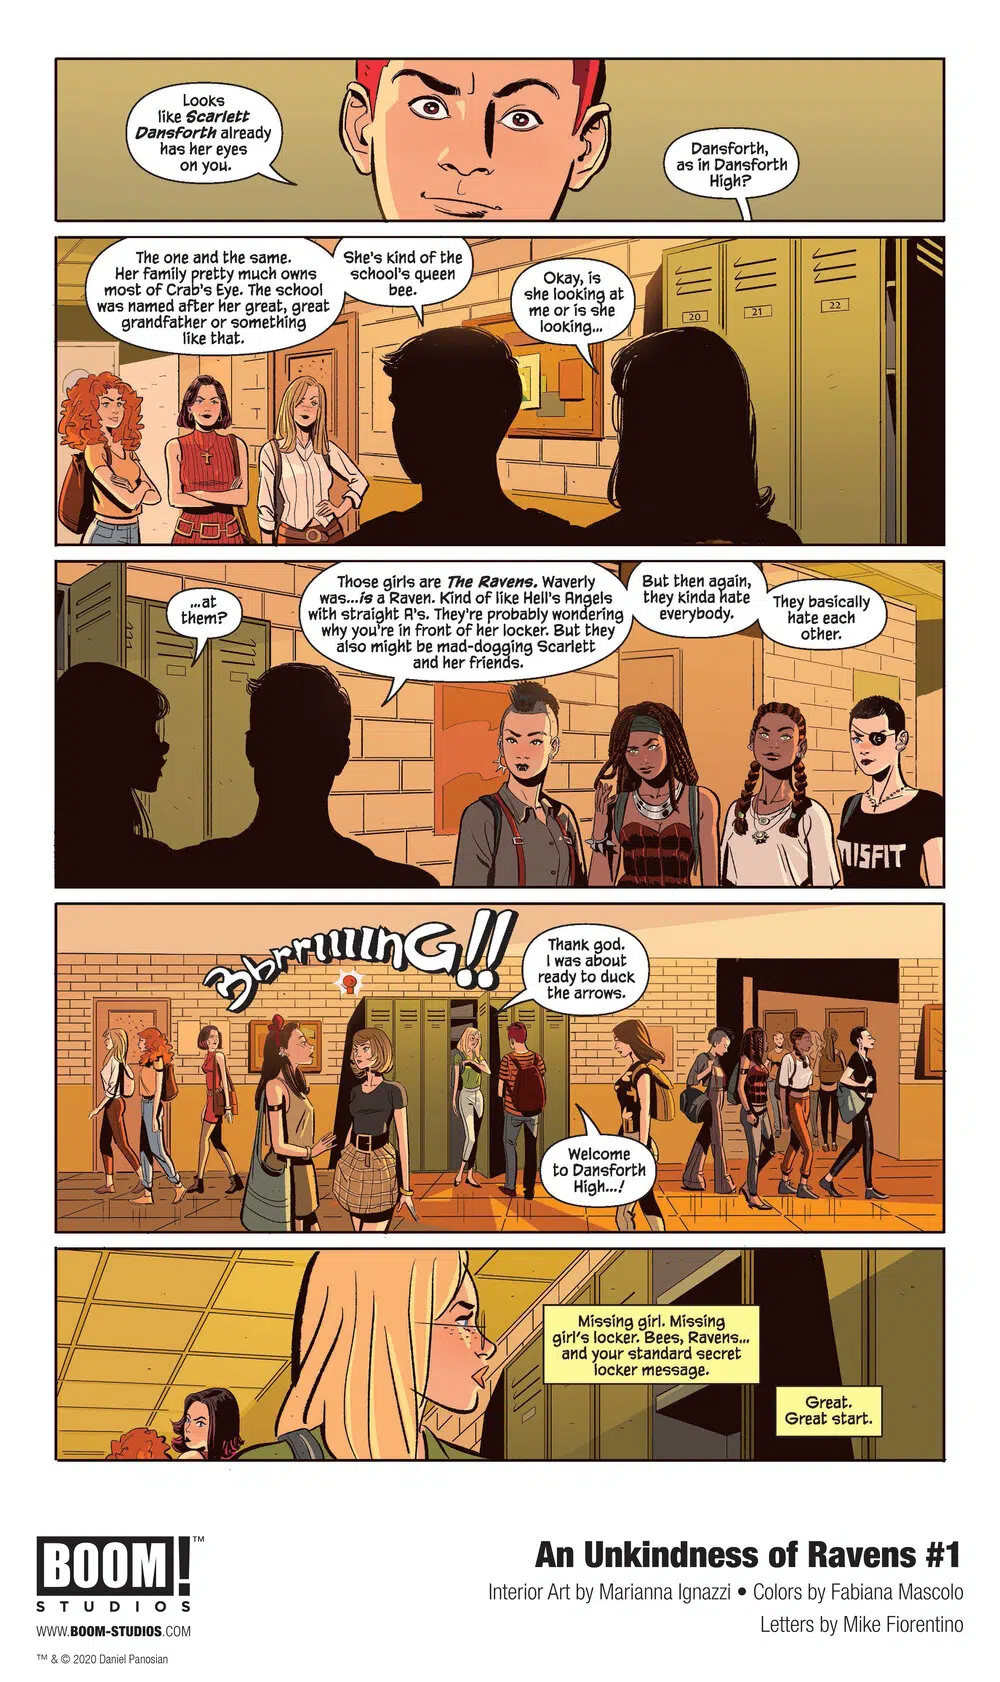 Looks
like Scarlett
Dansforth already
has her eyes
on you.
Dansforth,
as in Dansforth
High?
The one and the same.
Her family pretty much owns
most of Crab's Eye. The school
was named after her great, great
grandfather or something
like that.
She's kind of the
school's queen
bee.
Okay, is
she looking at
me or is she
looking...
20
21
22
...at
them?
Those girls are The Ravens. Waverly
was...is a Raven. Kind of like Hell's Angels
with straight A's. They're probably wondering
why you're in front of her locker. But they
also might be mad-dogging Scarlett
and her friends.
But then again,
they kinda hate
everybody.
They basically
hate each
other.
MISFIT
BbrrıııınG!!
Thank god.
I was about
ready to duck
the arrows.
Welcome
to Dansforth
High...!
Missing girl. Missing
girl's locker. Bees, Ravens...
and your standard secret
locker message.
Great.
Great start.
BOOM!™
STUDIOS
WWW.BOOM-STUDIOS.COM
™ & © 2020 Daniel Panosian
An Unkindness of Ravens #1
Interior Art by Marianna Ignazzi • Colors by Fabiana Mascolo
Letters by Mike Fiorentino